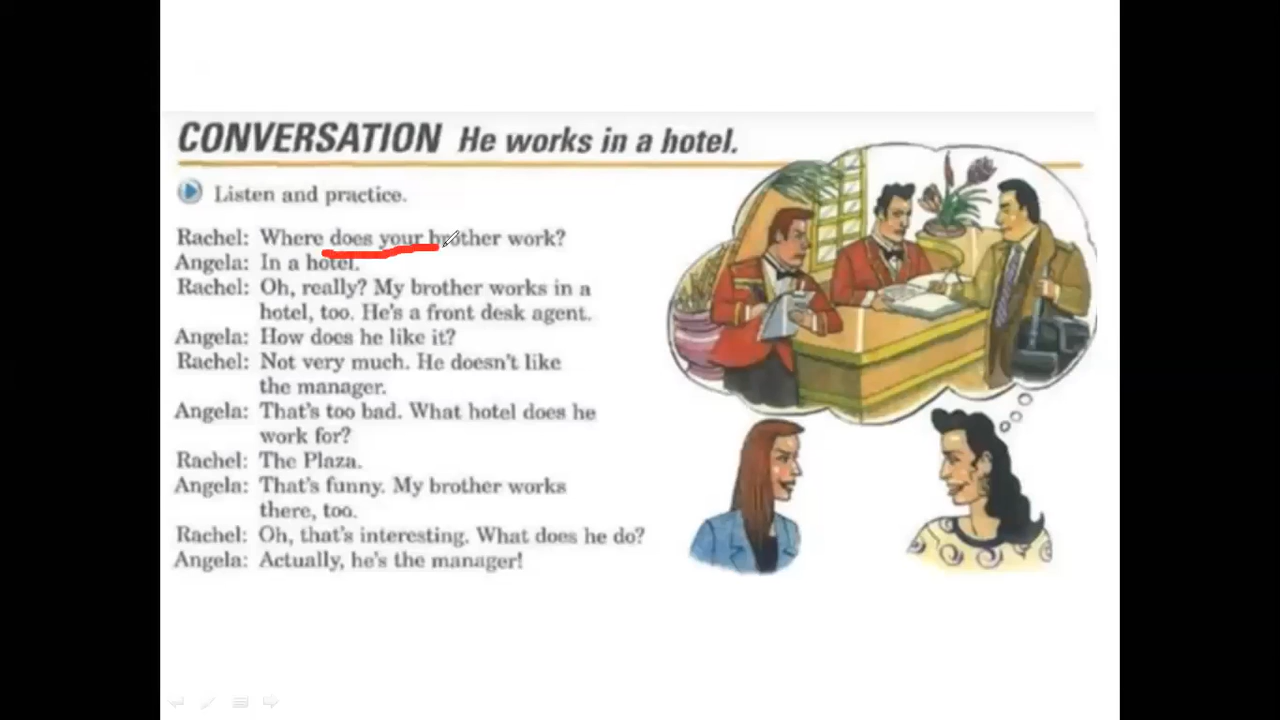 CONVERSATION He works in a hotel.
Listen and practice.
Rachel: Where does your brother work?
Angela: In a hotel.
Rachel: Oh, really? My brother works in a
hotel, too. He's a front desk agent.
Angela: How does he like it?
Rachel: Not very much. He doesn't like
the manager.
Angela: That's too bad. What hotel does he
work for?
Rachel: The Plaza.
Angela: That's funny. My brother works
there, too.
Rachel: Oh, that's interesting. What does he do?
Angela: Actually, he's the manager!